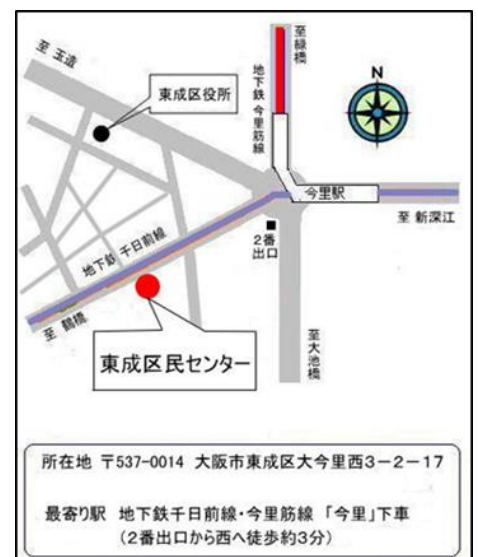 至 玉造
東成区役所
至緑橋
地下鉄 今里筋線
N
今里駅
至 新深江
2番
出口
地下鉄 千日前線
至 鶴橋
至大池橋
東成区民センター
所在地 〒537-0014 大阪市東成区大今里西3-2-17
最寄り駅 地下鉄千日前線・今里筋線 「今里」下車
(2番出口から西へ徒歩約3分)